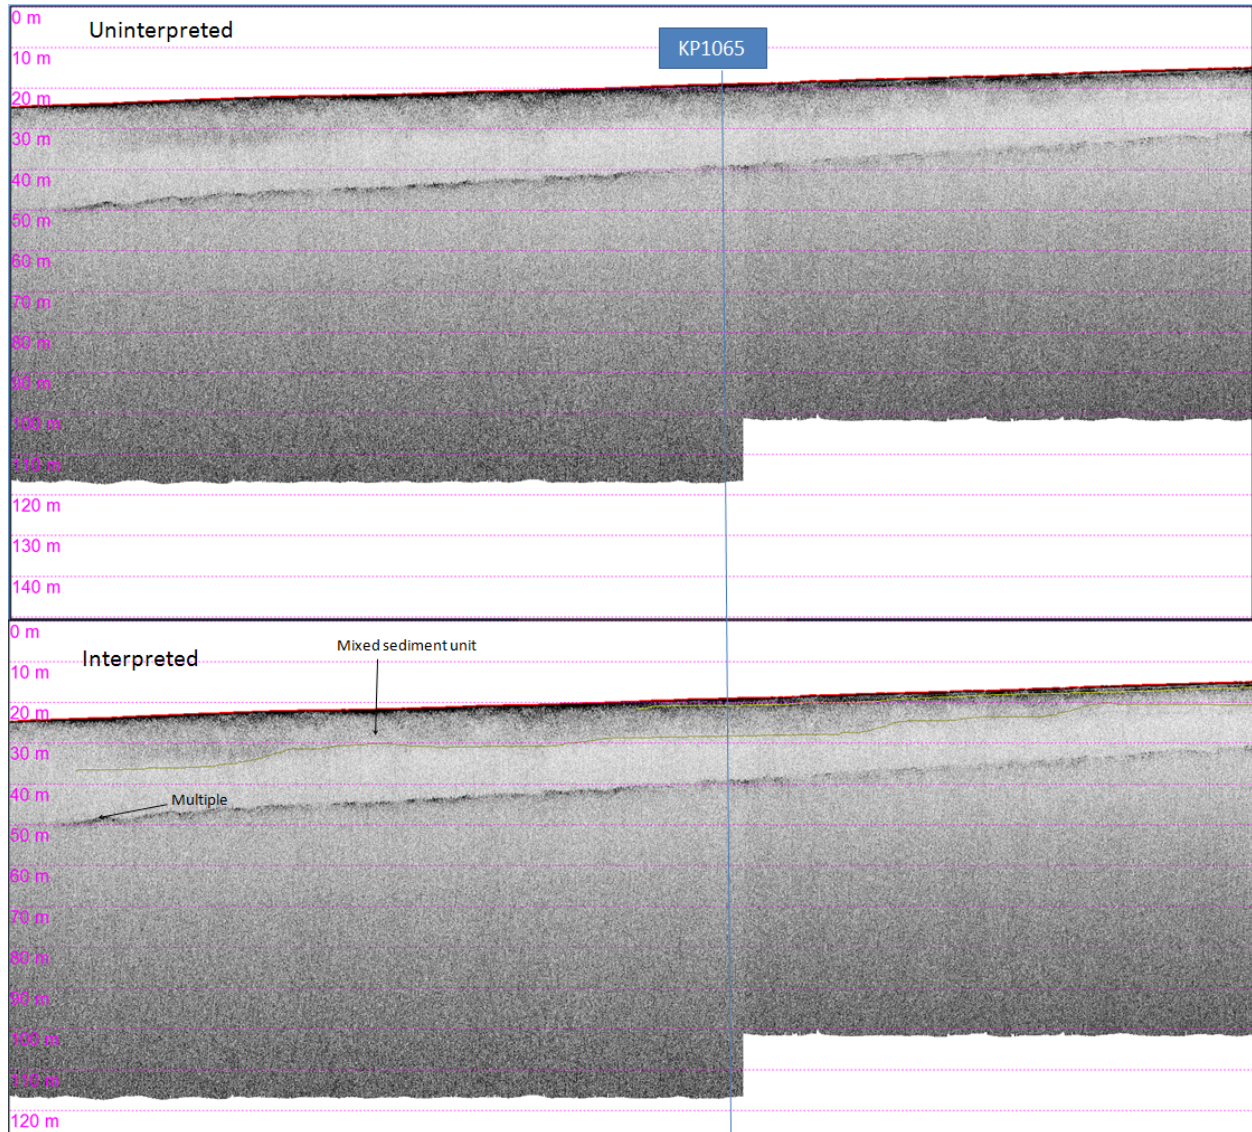 0 m
Uninterpreted
KP1065
10 m
20 m
30 m
40 m
50 m
60 m
70 m
80 m
90 m
100 m
110 m
120 m
130 m
140 m
0 m
Mixed sediment unit
Interpreted
10 m
20 m
30 m
40 m
Multiple
50 m
60 m
70 m
80 m
90 m
100 m
110 m
120 m